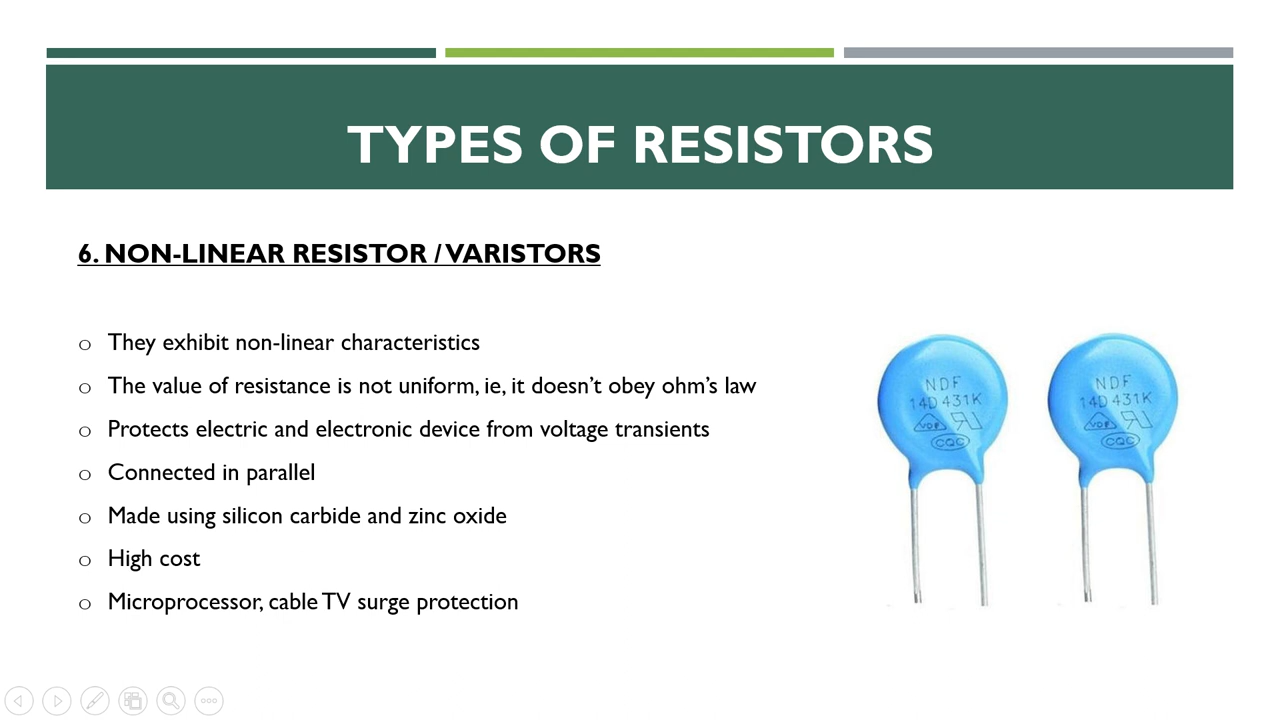 TYPES OF RESISTORS
6. NON-LINEAR RESISTOR / VARISTORS
o They exhibit non-linear characteristics
o The value of resistance is not uniform, ie, it doesn't obey ohm's law
o Protects electric and electronic device from voltage transients
o Connected in parallel
o Made using silicon carbide and zinc oxide
o High cost
o Microprocessor, cable TV surge protection
NDF
14D 431K
VDE
CQC
NDF
14D 431K
VDE
CQC